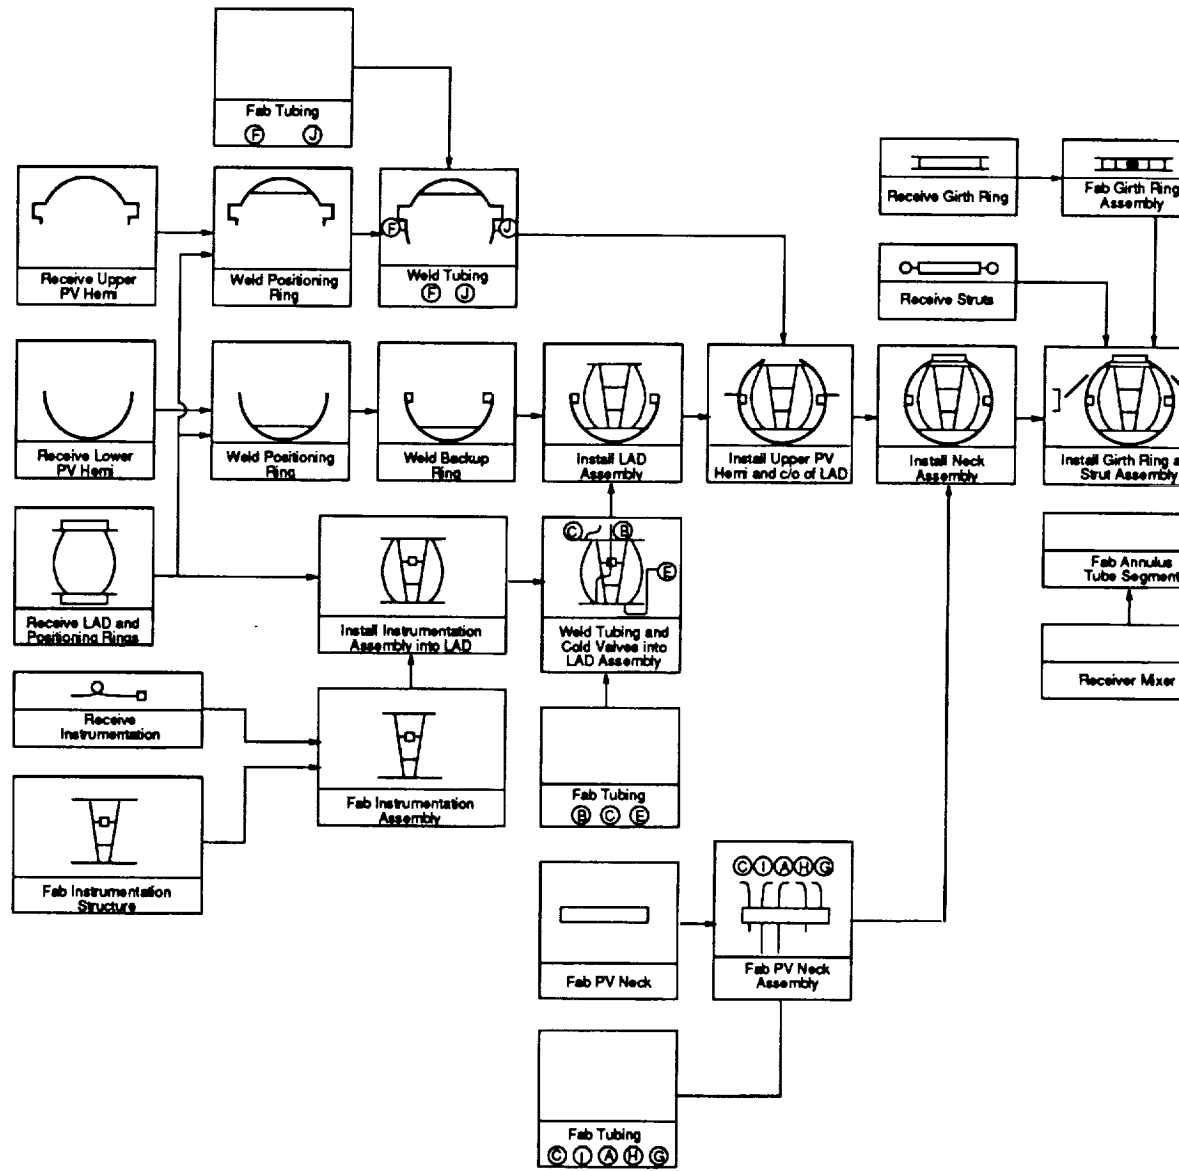 Fab Tubing
F J
Receive Upper
PV Hemi
Weld Positioning
Ring
F J
Weld Tubing
F J
Receive Girth Ring
Fab Girth Ring
Assembly
Receive Struts
Receive Lower
PV Hemi
Weld Positioning
Ring
Weld Backup
Ring
Install LAD
Assembly
Install Upper PV
Hemi and c/o of LAD
Install Neck
Assembly
Install Girth Ring a
Strut Assembly
Receive LAD and
Positioning Rings
Install Instrumentation
Assembly into LAD
C B
E
Weld Tubing and
Cold Valves into
LAD Assembly
Fab Annulus
Tube Segment
Receiver Mixer
Receive
Instrumentation
Fab Instrumentation
Assembly
Fab Tubing
B C E
Fab Instrumentation
Structure
Fab PV Neck
C I A H G
Fab PV Neck
Assembly
Fab Tubing
C I A H G